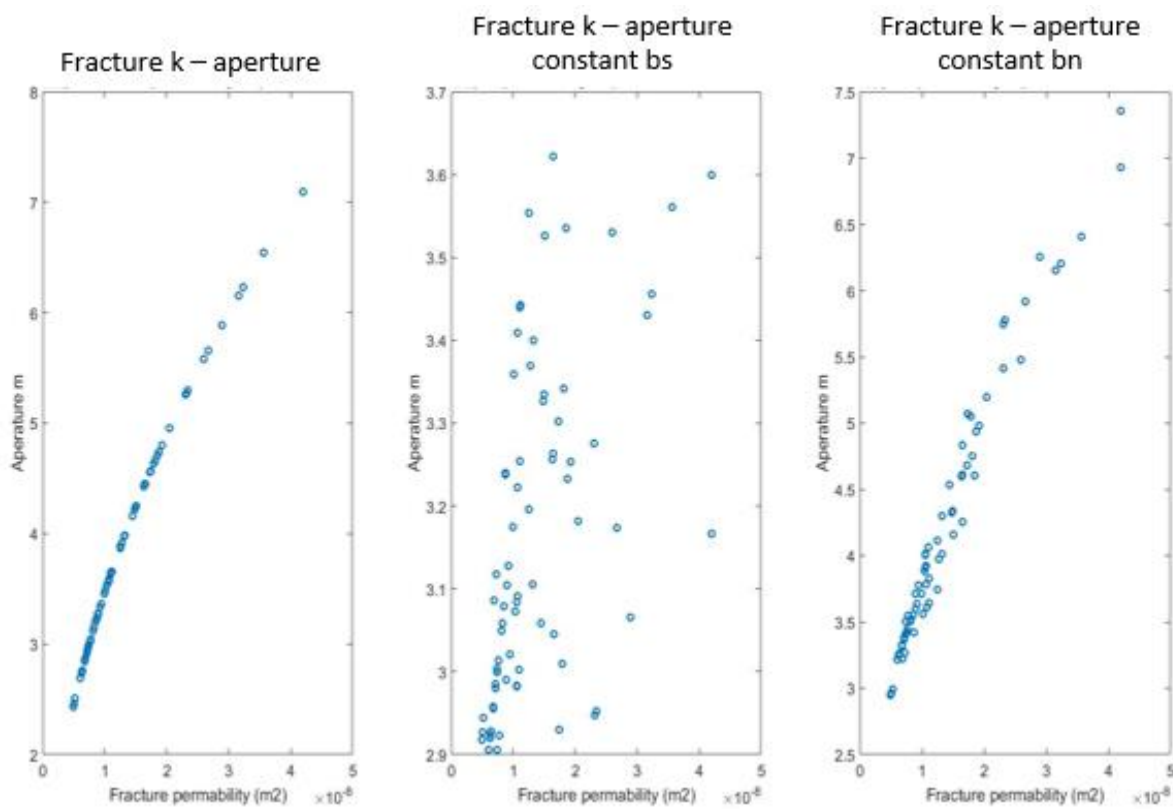 Fracture k – aperture
8
7
6
5
4
3
2
Aperature m
0 1 2 3 4 5
Fracture permability (m2) ×10⁻⁸
Fracture k – aperture
constant bs
3.7
3.6
3.5
3.4
3.3
3.2
3.1
3
2.9
Aperature m
0 1 2 3 4 5
Fracture permability (m2) ×10⁻⁸
Fracture k – aperture
constant bn
7.5
7
6.5
6
5.5
5
4.5
4
3.5
3
2.5
Aperature m
0 1 2 3 4 5
Fracture permability (m2) ×10⁻⁸